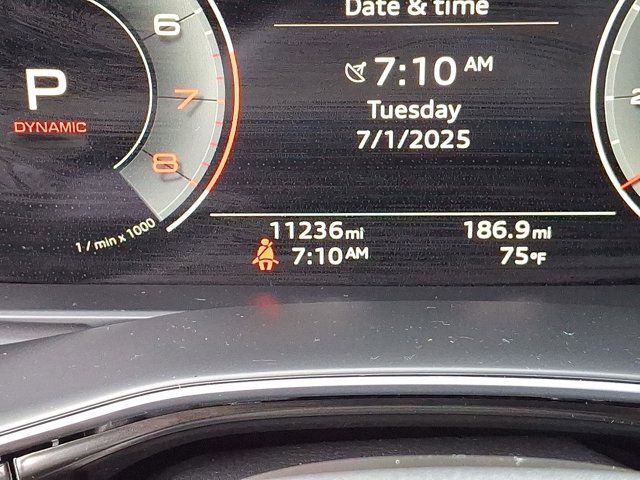 Date & time
6
P
7:10 AM
7
2
DYNAMIC
Tuesday
7/1/2025
8
1 / min x 1000
11236mi 186.9mi
7:10AM 75°F